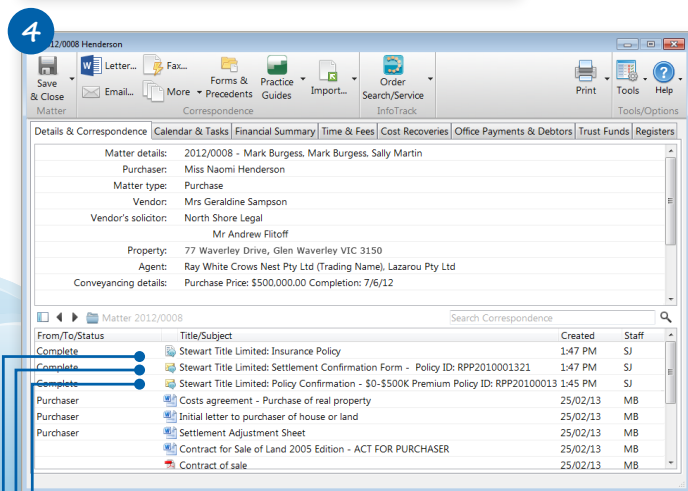 4
2012/0008 Henderson
Save & Close
Letter...
Email...
Fax...
More
Forms & Precedents
Practice Guides
Import...
Order Search/Service
Print
Tools
Help
Matter
Correspondence
InfoTrack
Tools/Options
Details & Correspondence Calendar & Tasks Financial Summary Time & Fees Cost Recoveries Office Payments & Debtors Trust Funds Registers
Matter details: 2012/0008 - Mark Burgess, Mark Burgess, Sally Martin
Purchaser: Miss Naomi Henderson
Matter type: Purchase
Vendor: Mrs Geraldine Sampson
Vendor's solicitor: North Shore Legal
Mr Andrew Flitoff
Property: 77 Waverley Drive, Glen Waverley VIC 3150
Agent: Ray White Crows Nest Pty Ltd (Trading Name), Lazarou Pty Ltd
Conveyancing details: Purchase Price: $500,000.00 Completion: 7/6/12
Matter 2012/0008 Search Correspondence
From/To/Status Title/Subject Created Staff
Complete Stewart Title Limited: Insurance Policy 1:47 PM SJ
Complete Stewart Title Limited: Settlement Confirmation Form - Policy ID: RPP2010001321 1:47 PM SJ
Complete Stewart Title Limited: Policy Confirmation - $0-$500K Premium Policy ID: RPP20100013 1:45 PM SJ
Purchaser Costs agreement - Purchase of real property 25/02/13 MB
Purchaser Initial letter to purchaser of house or land 25/02/13 MB
Purchaser Settlement Adjustment Sheet 25/02/13 MB
Contract for Sale of Land 2005 Edition - ACT FOR PURCHASER 25/02/13 MB
Contract of sale 25/02/13 MB